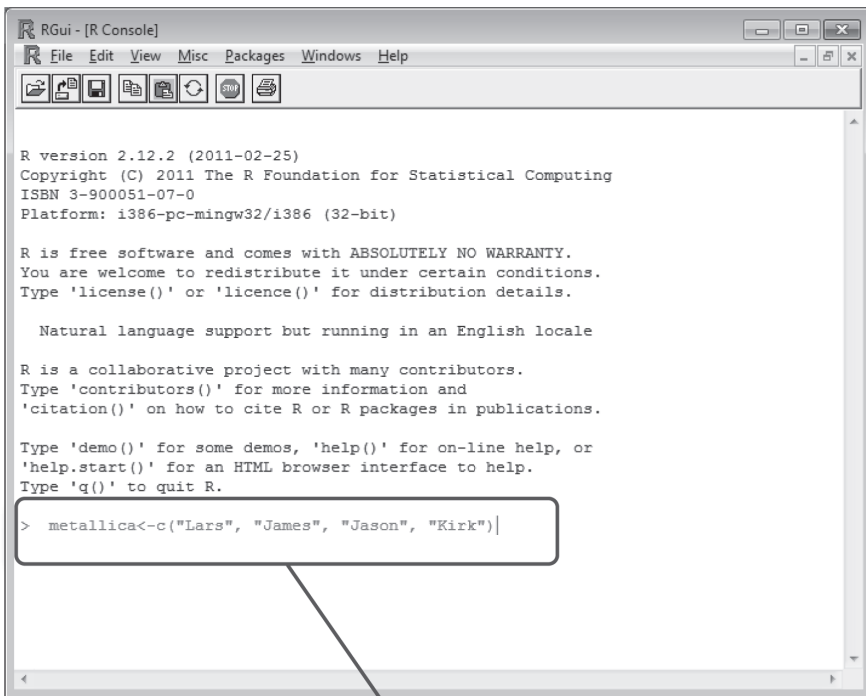 RGui - [R Console]
File Edit View Misc Packages Windows Help
STOP
R version 2.12.2 (2011-02-25)
Copyright (C) 2011 The R Foundation for Statistical Computing
ISBN 3-900051-07-0
Platform: i386-pc-mingw32/i386 (32-bit)
R is free software and comes with ABSOLUTELY NO WARRANTY.
You are welcome to redistribute it under certain conditions.
Type 'license()' or 'licence()' for distribution details.
Natural language support but running in an English locale
R is a collaborative project with many contributors.
Type 'contributors()' for more information and
'citation()' on how to cite R or R packages in publications.
Type 'demo()' for some demos, 'help()' for on-line help, or
'help.start()' for an HTML browser interface to help.
Type 'q()' to quit R.
> metallica<-c("Lars", "James", "Jason", "Kirk")